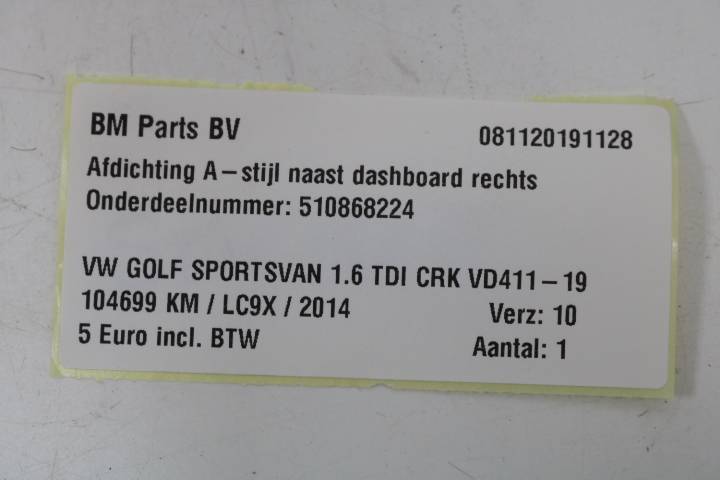 BM Parts BV 081120191128
Afdichting A-stijl naast dashboard rechts
Onderdeelnummer: 510868224
VW GOLF SPORTSVAN 1.6 TDI CRK VD411-19
104699 KM / LC9X / 2014 Verz: 10
5 Euro incl. BTW Aantal: 1